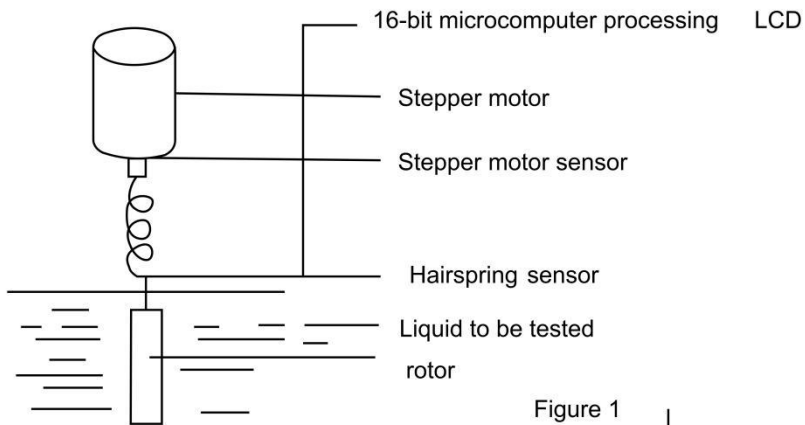 16-bit microcomputer processing LCD
Stepper motor
Stepper motor sensor
Hairspring sensor
Liquid to be tested
rotor
Figure 1